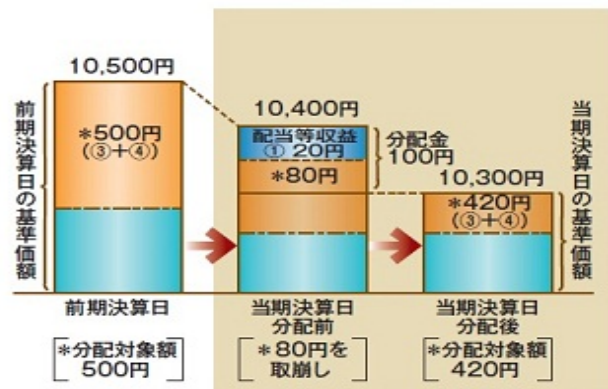 10,500円
前期決算日の基準価額
*500円
(③+④)
前期決算日
*分配対象額
500円
10,400円
配当等収益
① 20円
*80円
分配金
100円
当期決算日
分配前
*80円を
取崩し
10,300円
*420円
(③+④)
当期決算日の基準価額
当期決算日
分配後
*分配対象額
420円